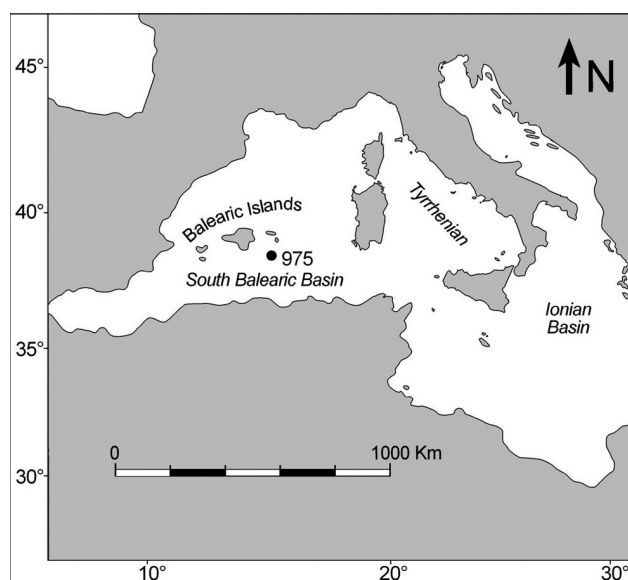 45°
N
40°
Balearic Islands
Tyrrhenian
975
South Balearic Basin
Ionian
Basin
35°
0
1000 Km
30°
10°
20°
30°